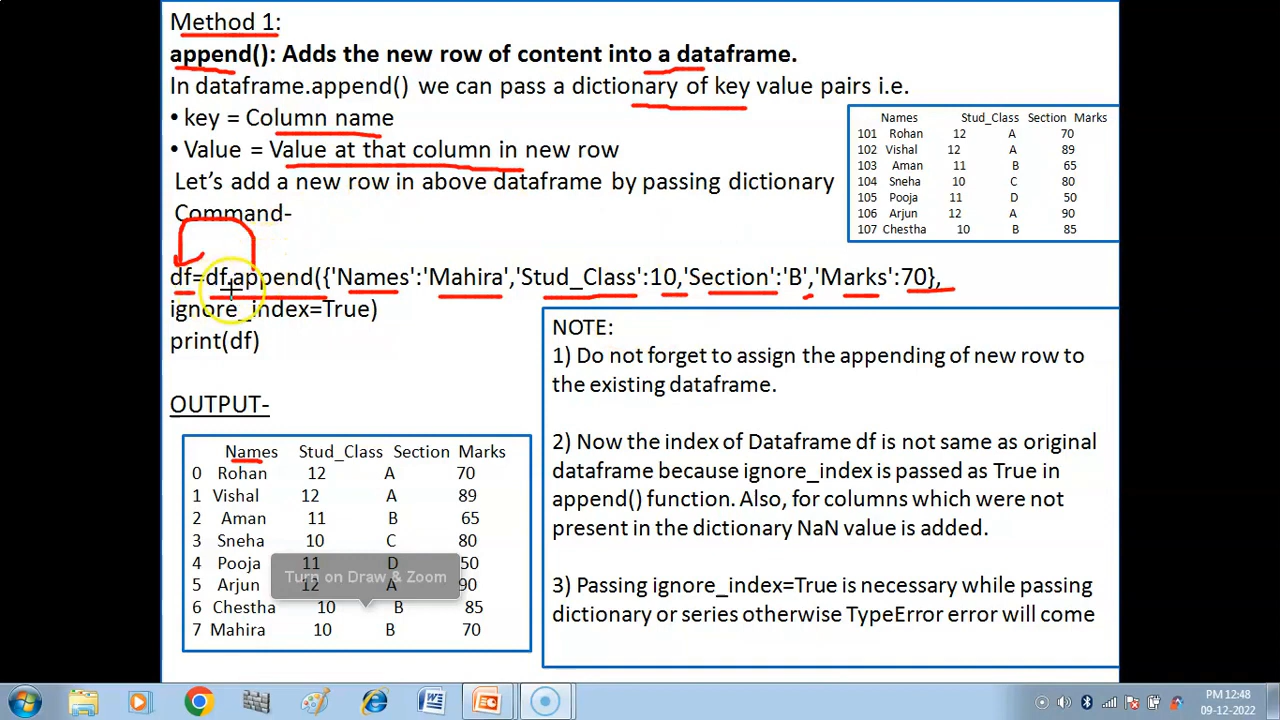 Method 1:
append(): Adds the new row of content into a dataframe.
In dataframe.append() we can pass a dictionary of key value pairs i.e.
• key = Column name
• Value = Value at that column in new row
Let's add a new row in above dataframe by passing dictionary
Command-
df=df.append({'Names':'Mahira','Stud_Class':10,'Section':'B','Marks':70},
ignore_index=True)
print(df)
Names Stud_Class Section Marks
101 Rohan 12 A 70
102 Vishal 12 A 89
103 Aman 11 B 65
104 Sneha 10 C 80
105 Pooja 11 D 50
106 Arjun 12 A 90
107 Chestha 10 B 85
OUTPUT-
Names Stud_Class Section Marks
0 Rohan 12 A 70
1 Vishal 12 A 89
2 Aman 11 B 65
3 Sneha 10 C 80
4 Pooja 11 D 50
5 Arjun 12 A 90
6 Chestha 10 B 85
7 Mahira 10 B 70
Turn on Draw & Zoom
NOTE:
1) Do not forget to assign the appending of new row to
the existing dataframe.
2) Now the index of Dataframe df is not same as original
dataframe because ignore_index is passed as True in
append() function. Also, for columns which were not
present in the dictionary NaN value is added.
3) Passing ignore_index=True is necessary while passing
dictionary or series otherwise TypeError error will come
PM 12:48
09-12-2022